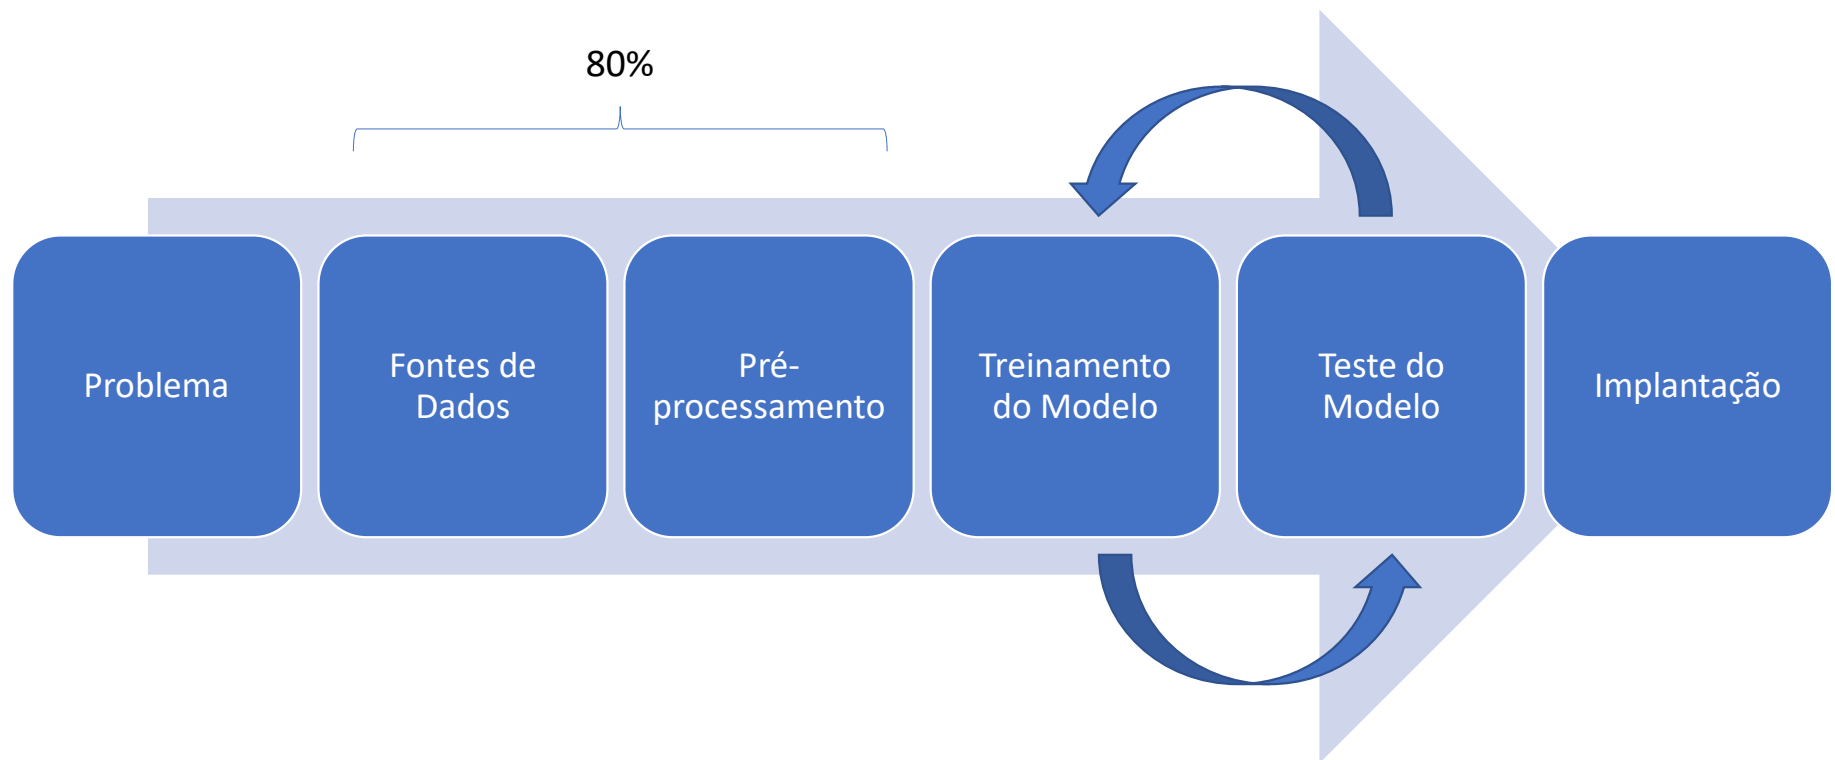 80%
Problema
Fontes de
Dados
Pré-
processamento
Treinamento
do Modelo
Teste do
Modelo
Implantação